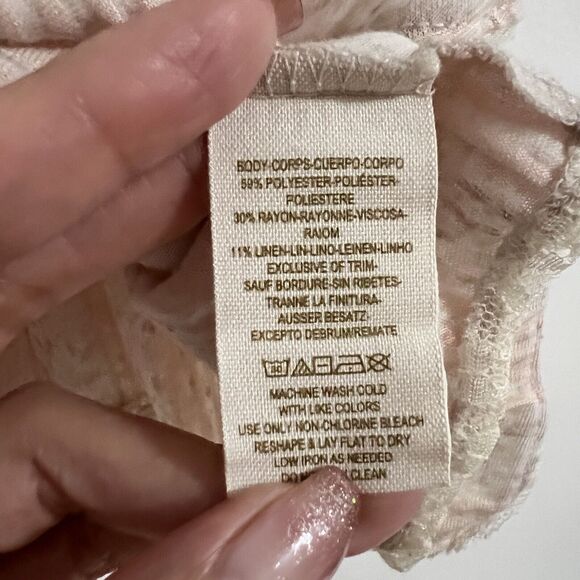 BODY-CORPS-CUERPO-CORPO
59% POLYESTER-POLIÉSTER-
POLIESTERE
30% RAYON-RAYONNE-VISCOSA-
RAIOM
11% LINEN-LIN-LINO-LEINEN-LINHO
EXCLUSIVE OF TRIM-
SAUF BORDURE-SIN RIBETES-
TRANNE LA FINITURA-
AUSSER BESATZ-
EXCEPTO DEBRUM/REMATE
30
MACHINE WASH COLD
WITH LIKE COLORS
USE ONLY NON-CHLORINE BLEACH
RESHAPE & LAY FLAT TO DRY
LOW IRON AS NEEDED
DO CLEAN